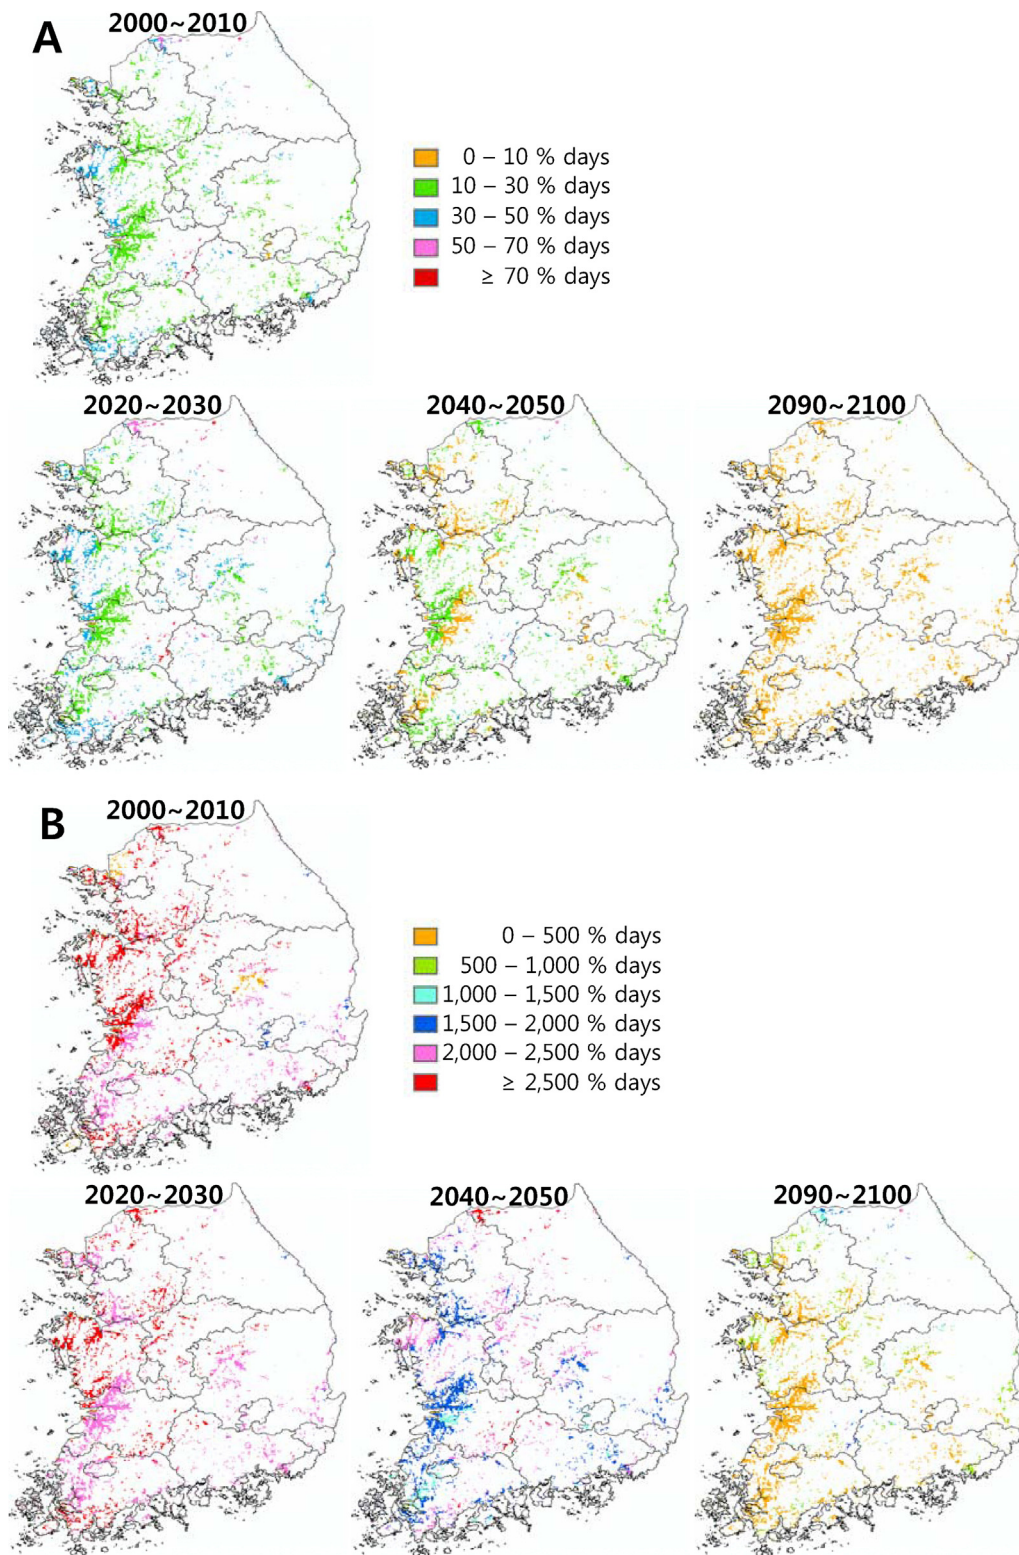 A
2000~2010
0 – 10 % days
10 – 30 % days
30 – 50 % days
50 – 70 % days
≥ 70 % days
2020~2030
2040~2050
2090~2100
B
2000~2010
0 – 500 % days
500 – 1,000 % days
1,000 – 1,500 % days
1,500 – 2,000 % days
2,000 – 2,500 % days
≥ 2,500 % days
2020~2030
2040~2050
2090~2100